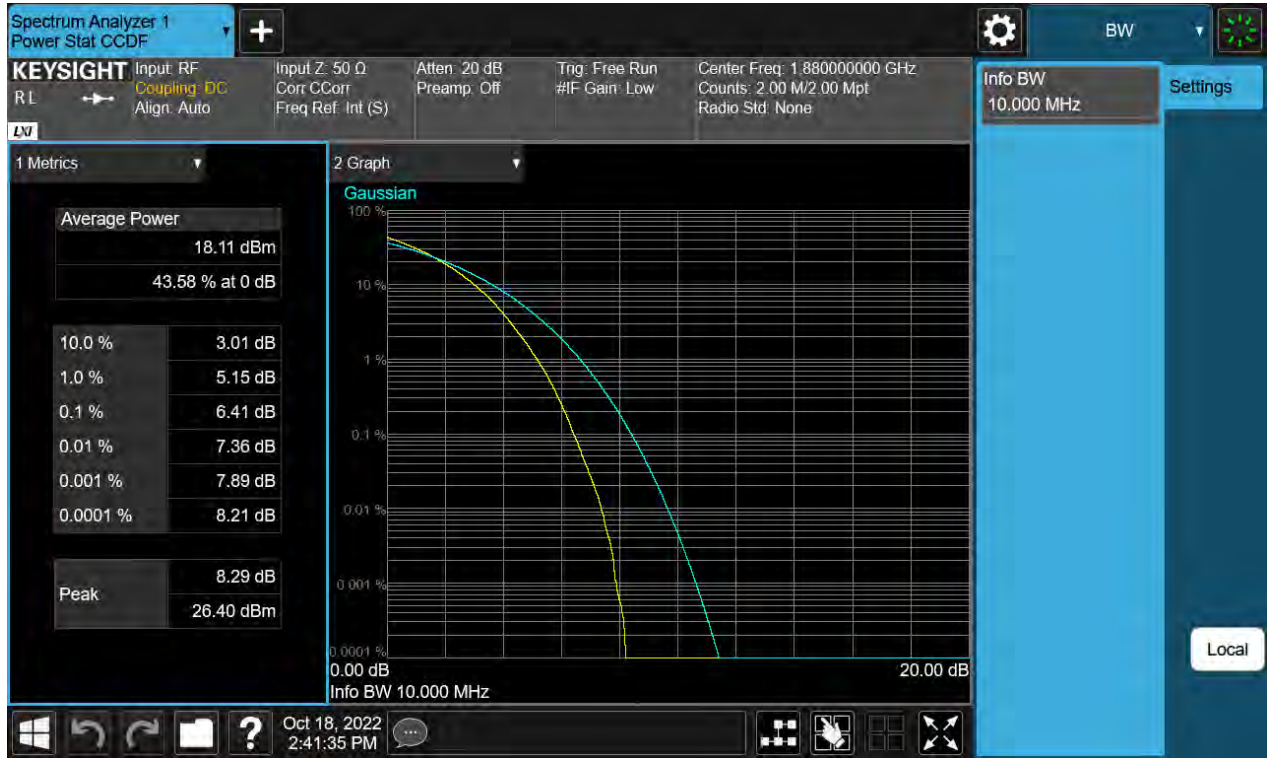 Spectrum Analyzer 1
Power Stat CCDF
+
BW
KEYSIGHT
RL
LXI
Input: RF
Coupling: DC
Align: Auto
Input Z: 50 Ω
Corr CCorr
Freq Ref: Int (S)
Atten: 20 dB
Preamp: Off
Trig: Free Run
#IF Gain: Low
Center Freq: 1.880000000 GHz
Counts: 2.00 M/2.00 Mpt
Radio Std: None
Info BW
10.000 MHz
Settings
1 Metrics
Average Power
18.11 dBm
43.58 % at 0 dB
10.0 % 3.01 dB
1.0 % 5.15 dB
0.1 % 6.41 dB
0.01 % 7.36 dB
0.001 % 7.89 dB
0.0001 % 8.21 dB
Peak
8.29 dB
26.40 dBm
2 Graph
Gaussian
100 %
10 %
1 %
0.1 %
0.01 %
0.001 %
0.0001 %
0.00 dB 20.00 dB
Info BW 10.000 MHz
Local
?
Oct 18, 2022
2:41:35 PM